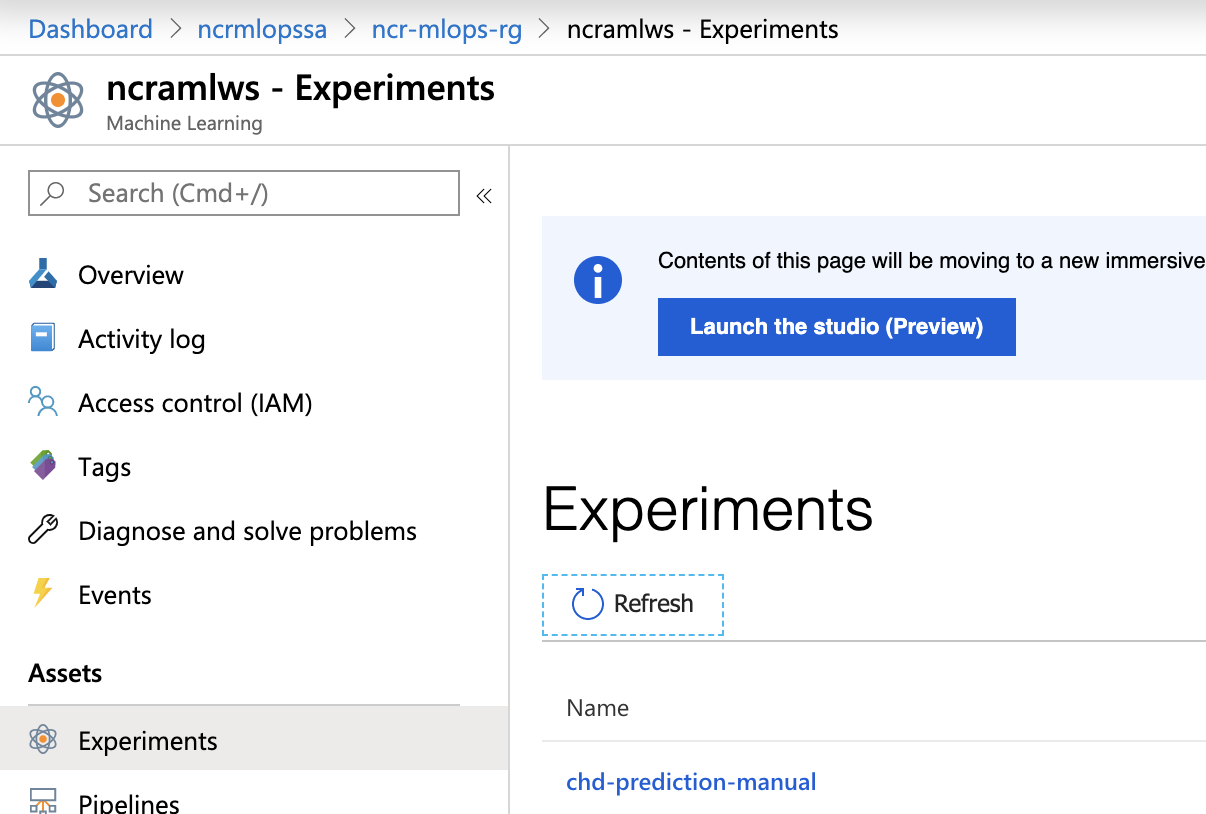 Dashboard > ncrmlopssa > ncr-mlops-rg > ncramlws - Experiments
ncramlws - Experiments
Machine Learning
Search (Cmd+/)
«
Overview
Activity log
Access control (IAM)
Tags
Diagnose and solve problems
Events
Assets
Experiments
Pipelines
Contents of this page will be moving to a new immersive
Launch the studio (Preview)
Experiments
Refresh
Name
chd-prediction-manual